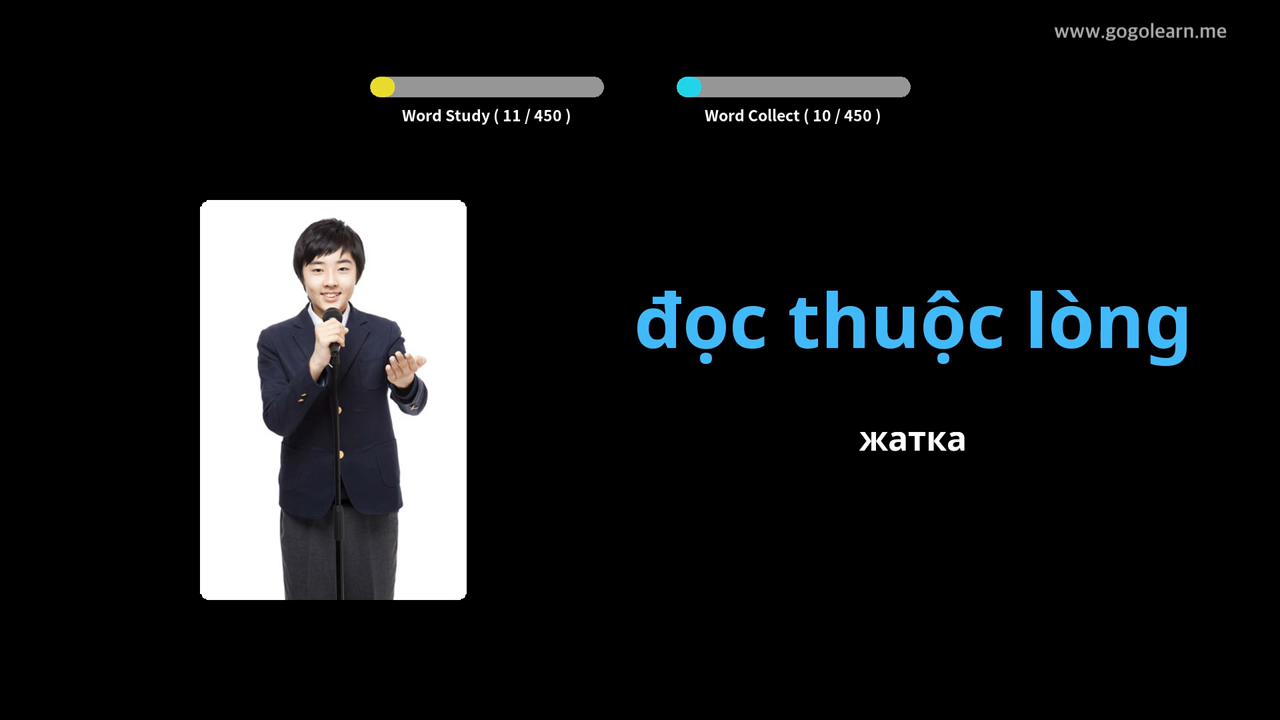 www.gogolearn.me
Word Study ( 11 / 450 )
Word Collect ( 10 / 450 )
đọc thuộc lòng
жатка